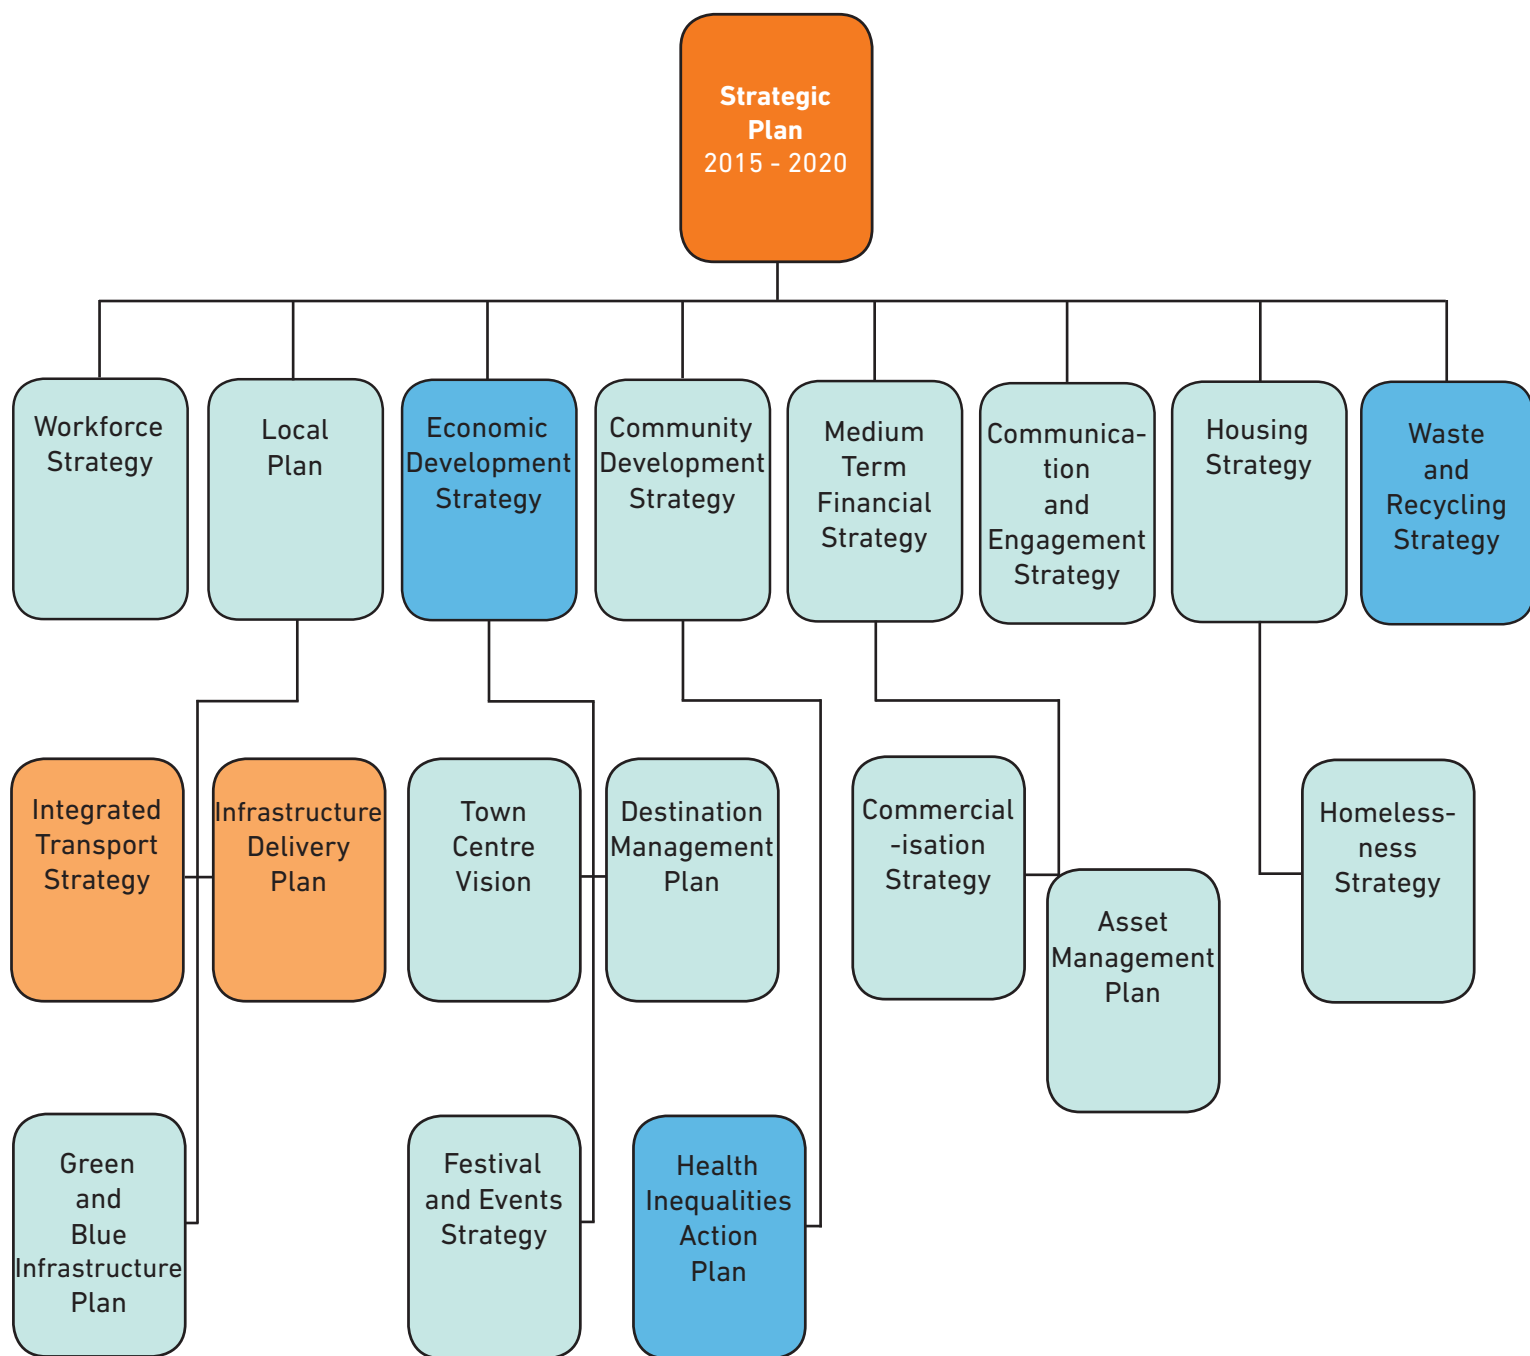 Strategic
Plan
2015 - 2020
Workforce
Strategy
Local
Plan
Economic
Development
Strategy
Community
Development
Strategy
Medium
Term
Financial
Strategy
Communica-
tion
and
Engagement
Strategy
Housing
Strategy
Waste
and
Recycling
Strategy
Integrated
Transport
Strategy
Infrastructure
Delivery
Plan
Town
Centre
Vision
Destination
Management
Plan
Commercial
-isation
Strategy
Asset
Management
Plan
Homeless-
ness
Strategy
Green
and
Blue
Infrastructure
Plan
Festival
and Events
Strategy
Health
Inequalities
Action
Plan